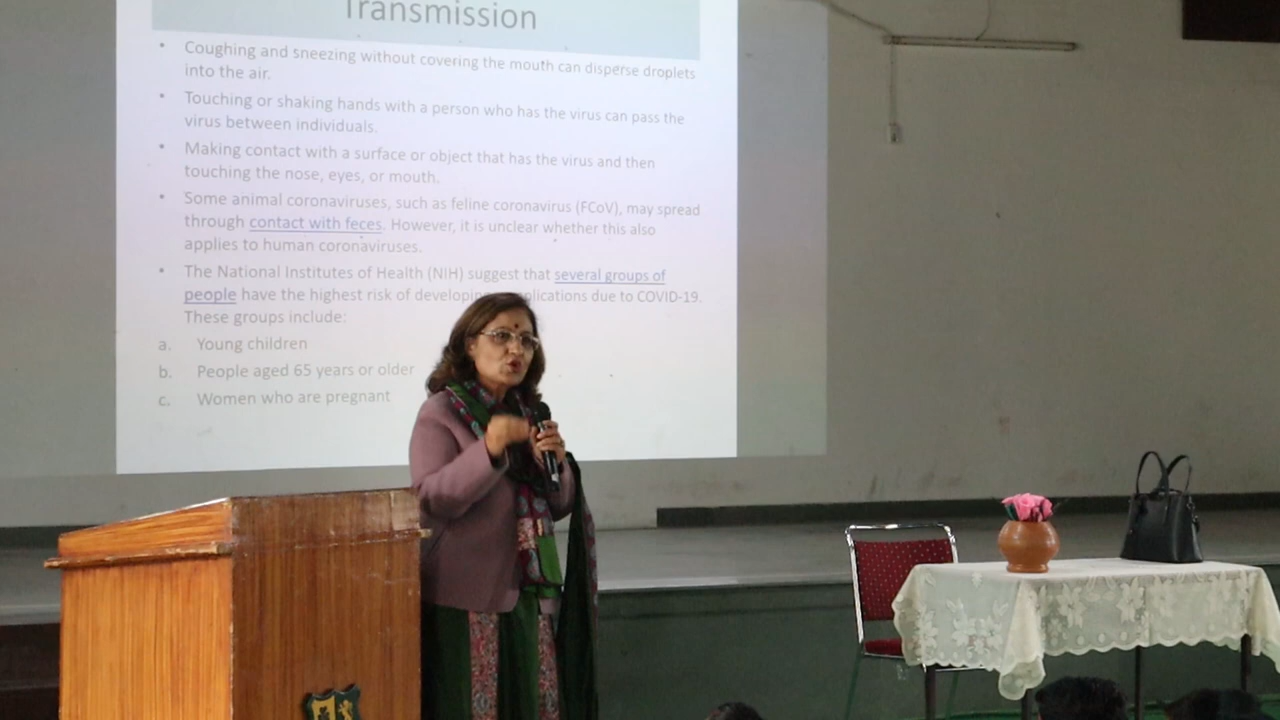 Transmission
• Coughing and sneezing without covering the mouth can disperse droplets
into the air.
• Touching or shaking hands with a person who has the virus can pass the
virus between individuals.
• Making contact with a surface or object that has the virus and then
touching the nose, eyes, or mouth.
• Some animal coronaviruses, such as feline coronavirus (FCoV), may spread
through contact with feces. However, it is unclear whether this also
applies to human coronaviruses.
• The National Institutes of Health (NIH) suggest that several groups of
people have the highest risk of developin plications due to COVID-19.
These groups include:
a. Young children
b. People aged 65 years or older
c. Women who are pregnant